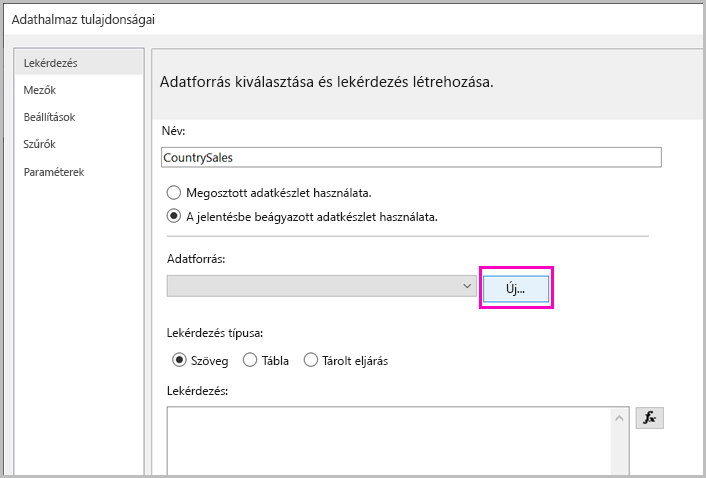 Adathalmaz tulajdonságai
Lekérdezés
Mezők
Beállítások
Szűrők
Paraméterek
Adatforrás kiválasztása és lekérdezés létrehozása.
Név:
CountrySales
Megosztott adatkészlet használata.
A jelentésbe beágyazott adatkészlet használata.
Adatforrás:
Új...
Lekérdezés típusa:
Szöveg Tábla Tárolt eljárás
Lekérdezés:
fx